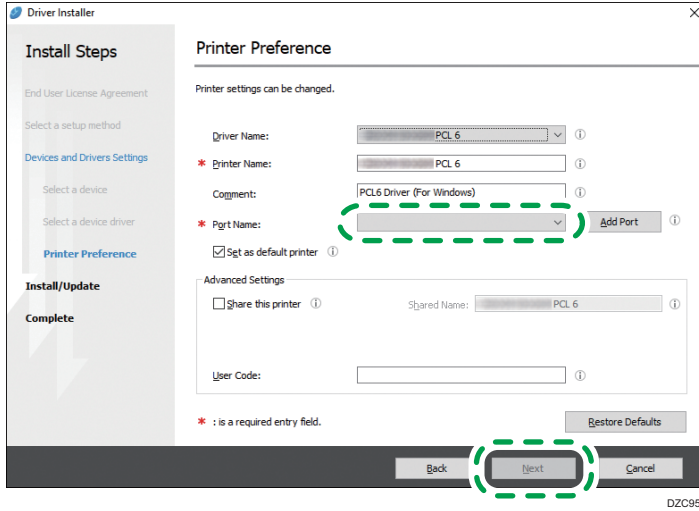 Driver Installer
Install Steps
Printer Preference
End User License Agreement
Select a setup method
Devices and Drivers Settings
Select a device
Select a device driver
Printer Preference
Install/Update
Complete
Printer settings can be changed.
Driver Name: PCL 6
* Printer Name: PCL 6
Comment: PCL6 Driver (For Windows)
* Port Name: Add Port
Set as default printer
Advanced Settings
Share this printer Shared Name: PCL 6
User Code:
* : is a required entry field.
Restore Defaults
Back Next Cancel
DZC95